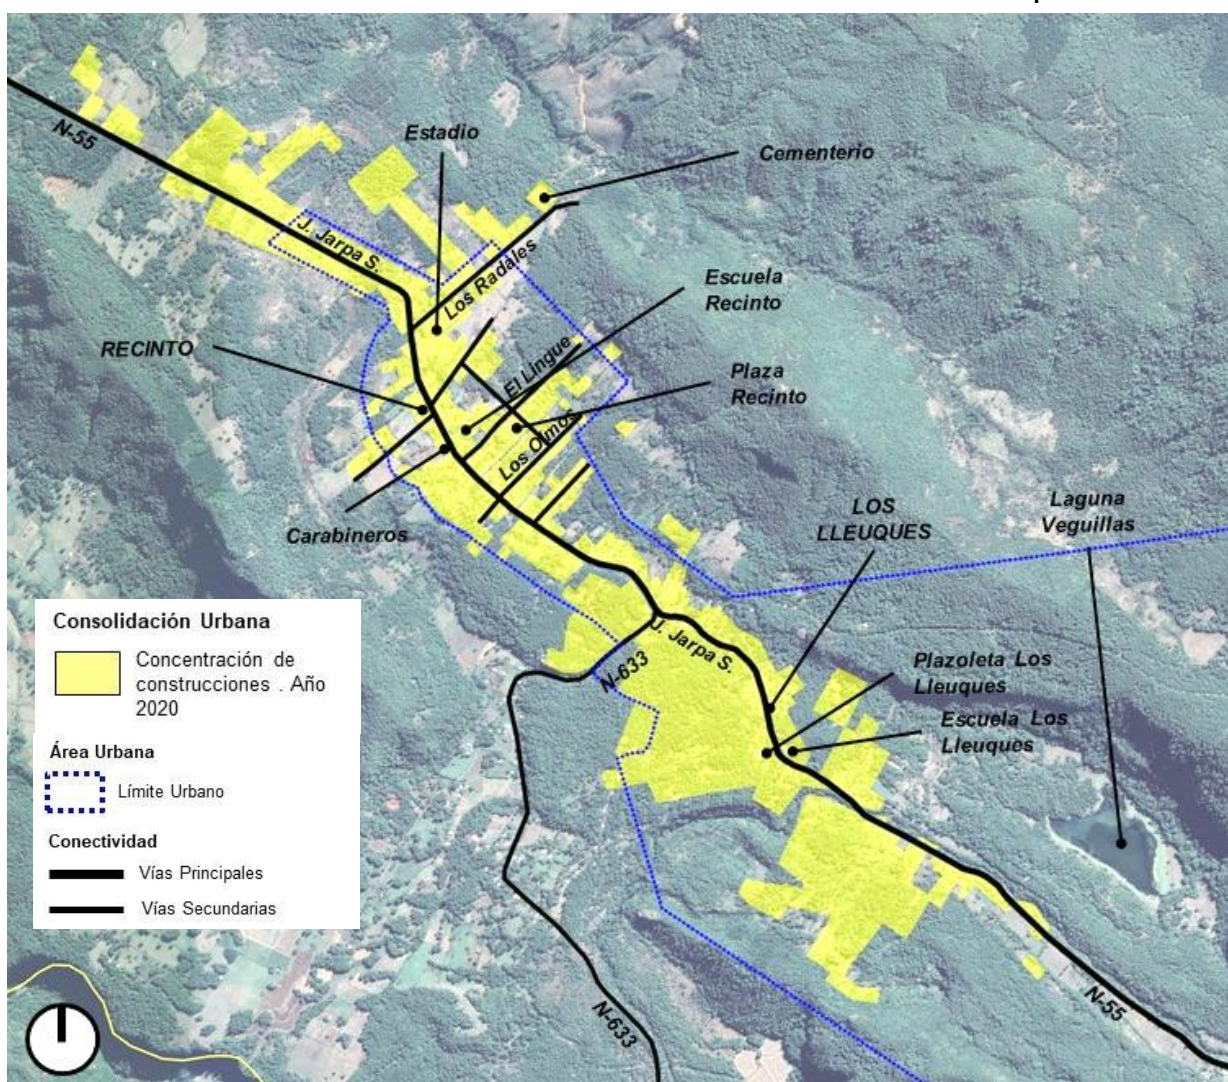 N-55
Estadio
Cementerio
J. Jarpa S.
Los Radales
Escuela
Recinto
RECINTO
El Lingue
Plaza
Recinto
Los Olmos
Carabineros
LOS
LLEUQUES
Laguna
Veguillas
J. Jarpa S.
N-633
Plazoleta Los
Lleuques
Escuela Los
Lleuques
Consolidación Urbana
Concentración de
construcciones . Año
2020
Área Urbana
Límite Urbano
Conectividad
Vías Principales
Vías Secundarias
N-633
N-55